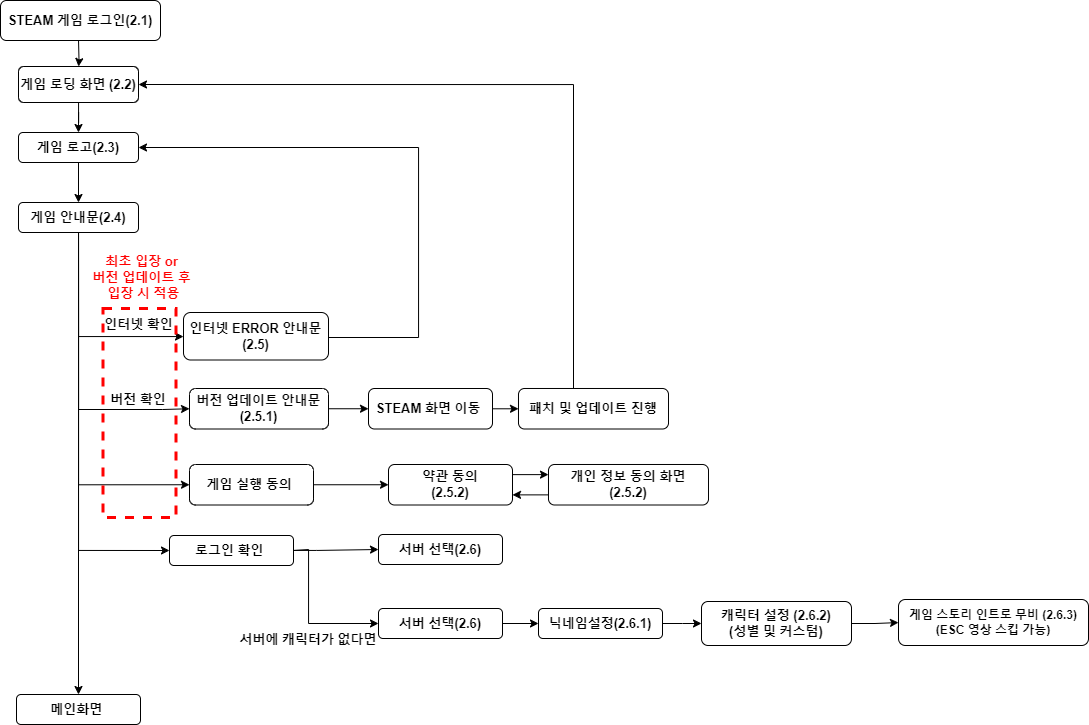 STEAM 게임 로그인(2.1)
게임 로딩 화면 (2.2)
게임 로고(2.3)
게임 안내문(2.4)
최초 입장 or
버전 업데이트 후
입장 시 적용
인터넷 확인
인터넷 ERROR 안내문
(2.5)
버전 확인
버전 업데이트 안내문
(2.5.1)
STEAM 화면 이동
패치 및 업데이트 진행
게임 실행 동의
약관 동의
(2.5.2)
개인 정보 동의 화면
(2.5.2)
로그인 확인
서버 선택(2.6)
서버에 캐릭터가 없다면
서버 선택(2.6)
닉네임설정(2.6.1)
캐릭터 설정 (2.6.2)
(성별 및 커스텀)
게임 스토리 인트로 무비 (2.6.3)
(ESC 영상 스킵 가능)
메인화면